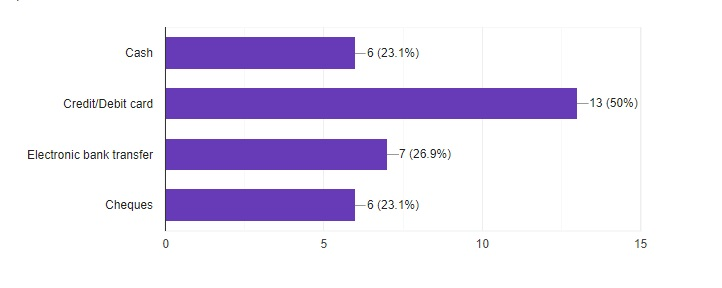 Cash
6 (23.1%)
Credit/Debit card
13 (50%)
Electronic bank transfer
7 (26.9%)
Cheques
6 (23.1%)
0
5
10
15